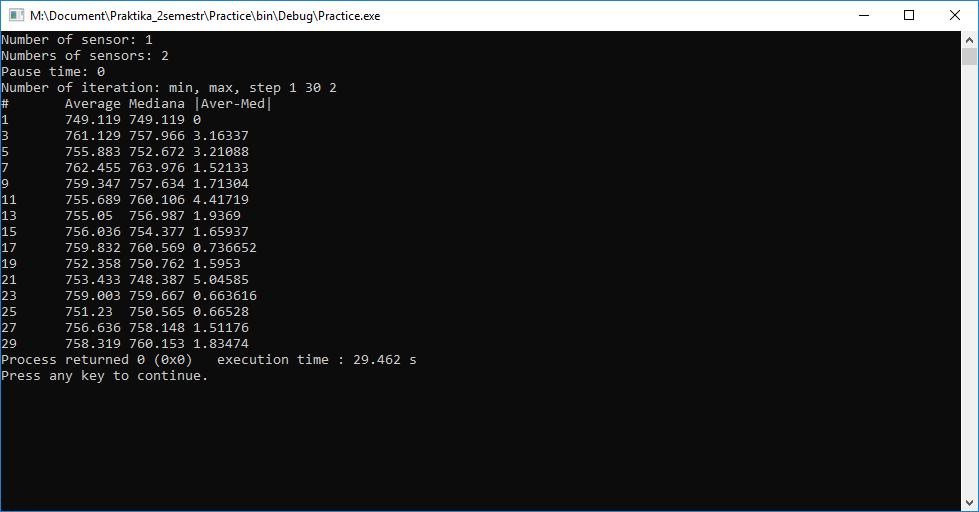 M:\Document\Praktika_2semestr\Practice\bin\Debug\Practice.exe
Number of sensor: 1
Numbers of sensors: 2
Pause time: 0
Number of iteration: min, max, step 1 30 2
#       Average Mediana |Aver-Med|
1       749.119 749.119 0
3       761.129 757.966 3.16337
5       755.883 752.672 3.21088
7       762.455 763.976 1.52133
9       759.347 757.634 1.71304
11      755.689 760.106 4.41719
13      755.05  756.987 1.9369
15      756.036 754.377 1.65937
17      759.832 760.569 0.736652
19      752.358 750.762 1.5953
21      753.433 748.387 5.04585
23      759.003 759.667 0.663616
25      751.23  750.565 0.66528
27      756.636 758.148 1.51176
29      758.319 760.153 1.83474
Process returned 0 (0x0)   execution time : 29.462 s
Press any key to continue.